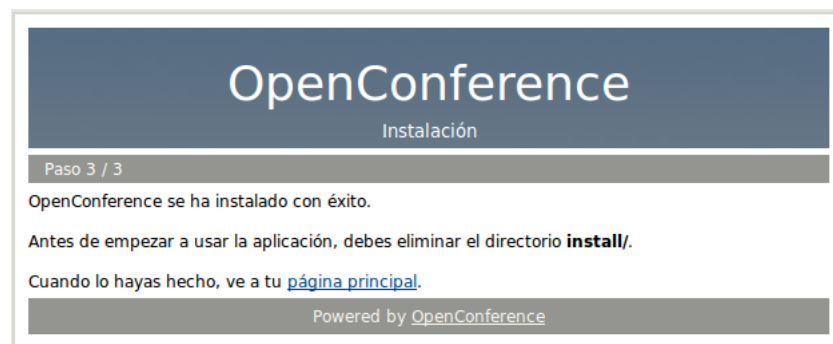 OpenConference
Instalación
Paso 3 / 3
OpenConference se ha instalado con éxito.
Antes de empezar a usar la aplicación, debes eliminar el directorio install/.
Cuando lo hayas hecho, ve a tu página principal.
Powered by OpenConference